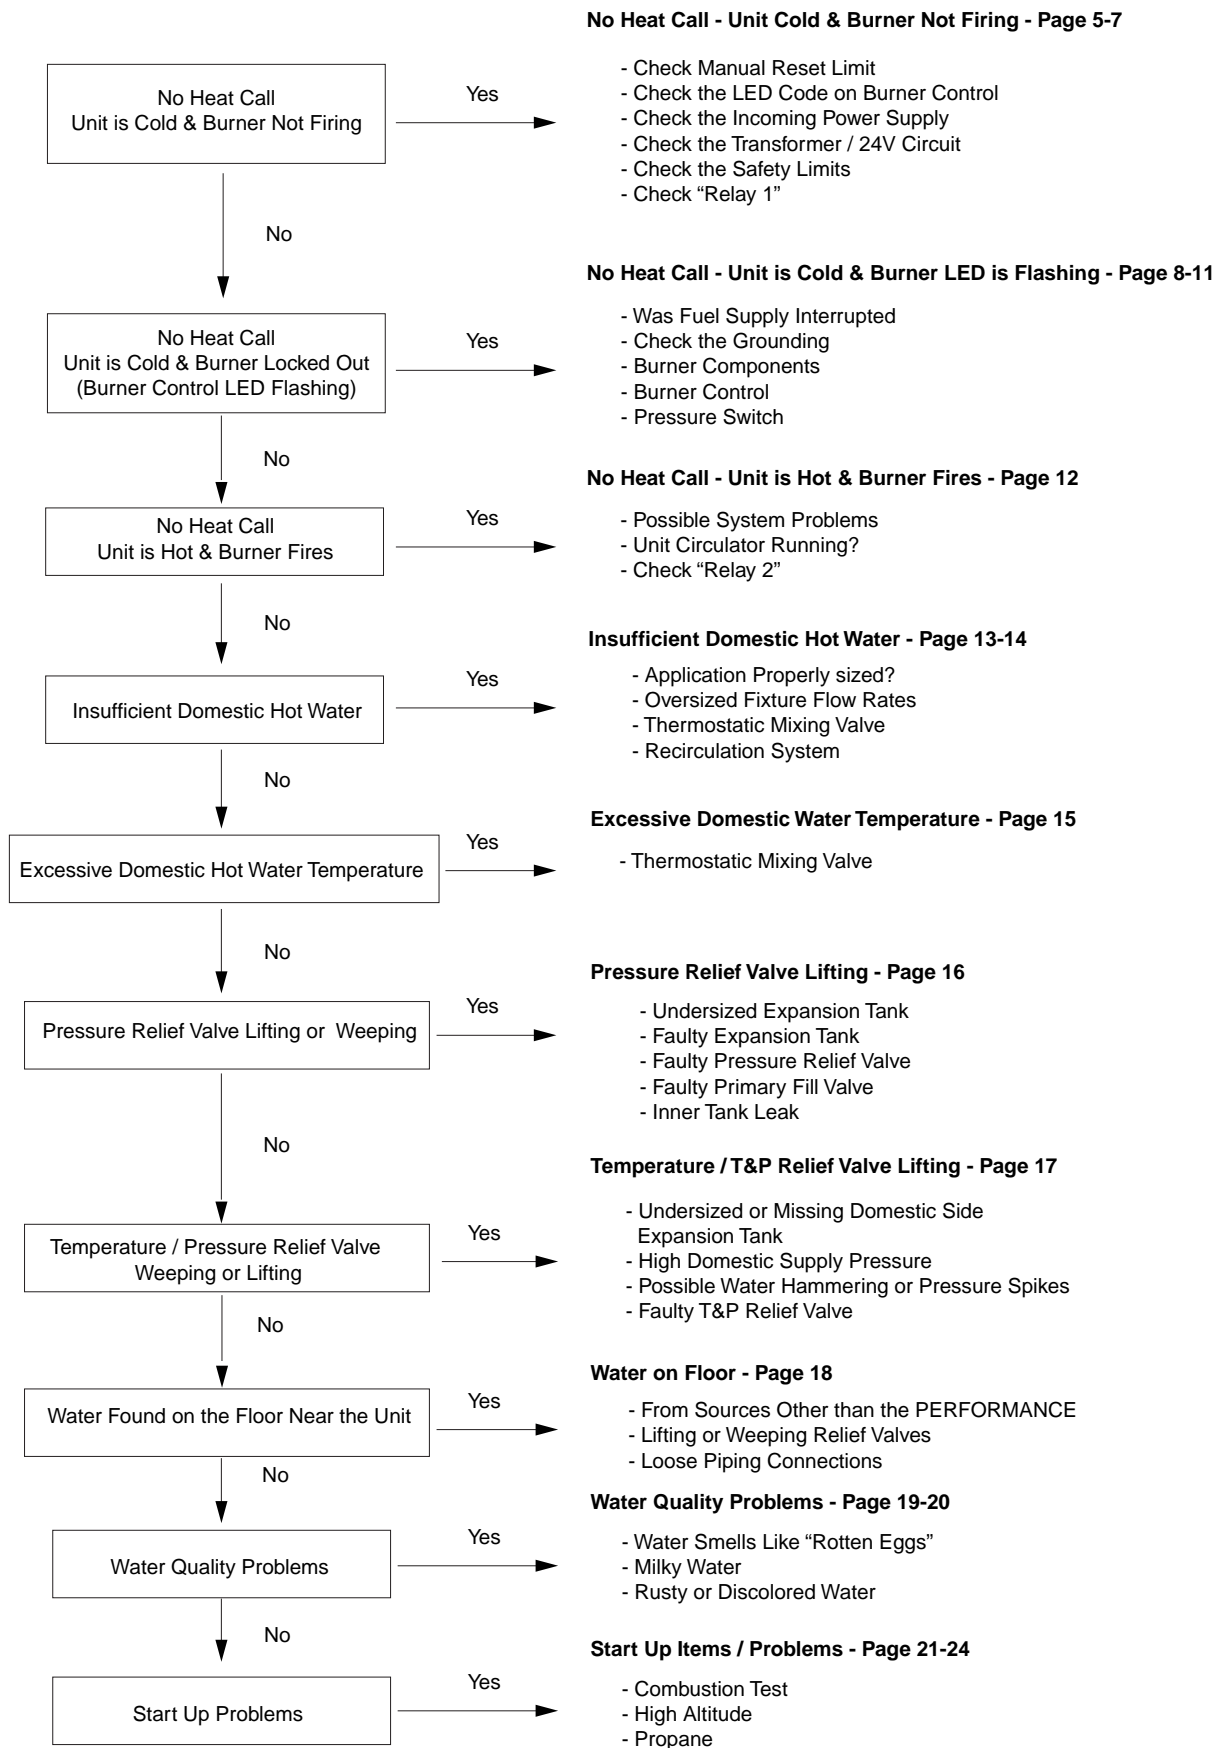 No Heat Call - Unit Cold & Burner Not Firing - Page 5-7
No Heat Call
Unit is Cold & Burner Not Firing
Yes
- Check Manual Reset Limit
- Check the LED Code on Burner Control
- Check the Incoming Power Supply
- Check the Transformer / 24V Circuit
- Check the Safety Limits
- Check “Relay 1”
No
No Heat Call - Unit is Cold & Burner LED is Flashing - Page 8-11
No Heat Call
Unit is Cold & Burner Locked Out
(Burner Control LED Flashing)
Yes
- Was Fuel Supply Interrupted
- Check the Grounding
- Burner Components
- Burner Control
- Pressure Switch
No
No Heat Call - Unit is Hot & Burner Fires - Page 12
No Heat Call
Unit is Hot & Burner Fires
Yes
- Possible System Problems
- Unit Circulator Running?
- Check “Relay 2”
No
Insufficient Domestic Hot Water - Page 13-14
Insufficient Domestic Hot Water
Yes
- Application Properly sized?
- Oversized Fixture Flow Rates
- Thermostatic Mixing Valve
- Recirculation System
No
Excessive Domestic Water Temperature - Page 15
Excessive Domestic Hot Water Temperature
Yes
- Thermostatic Mixing Valve
No
Pressure Relief Valve Lifting - Page 16
Pressure Relief Valve Lifting or Weeping
Yes
- Undersized Expansion Tank
- Faulty Expansion Tank
- Faulty Pressure Relief Valve
- Faulty Primary Fill Valve
- Inner Tank Leak
No
Temperature / T&P Relief Valve Lifting - Page 17
Temperature / Pressure Relief Valve
Weeping or Lifting
Yes
- Undersized or Missing Domestic Side
Expansion Tank
- High Domestic Supply Pressure
- Possible Water Hammering or Pressure Spikes
- Faulty T&P Relief Valve
No
Water on Floor - Page 18
Water Found on the Floor Near the Unit
Yes
- From Sources Other than the PERFORMANCE
- Lifting or Weeping Relief Valves
- Loose Piping Connections
No
Water Quality Problems - Page 19-20
Water Quality Problems
Yes
- Water Smells Like “Rotten Eggs”
- Milky Water
- Rusty or Discolored Water
No
Start Up Items / Problems - Page 21-24
Start Up Problems
Yes
- Combustion Test
- High Altitude
- Propane